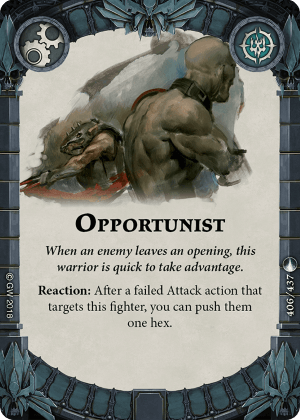 OPPORTUNIST
When an enemy leaves an opening, this
warrior is quick to take advantage.
Reaction: After a failed Attack action that
targets this fighter, you can push them
one hex.
© GW 2018
406/437